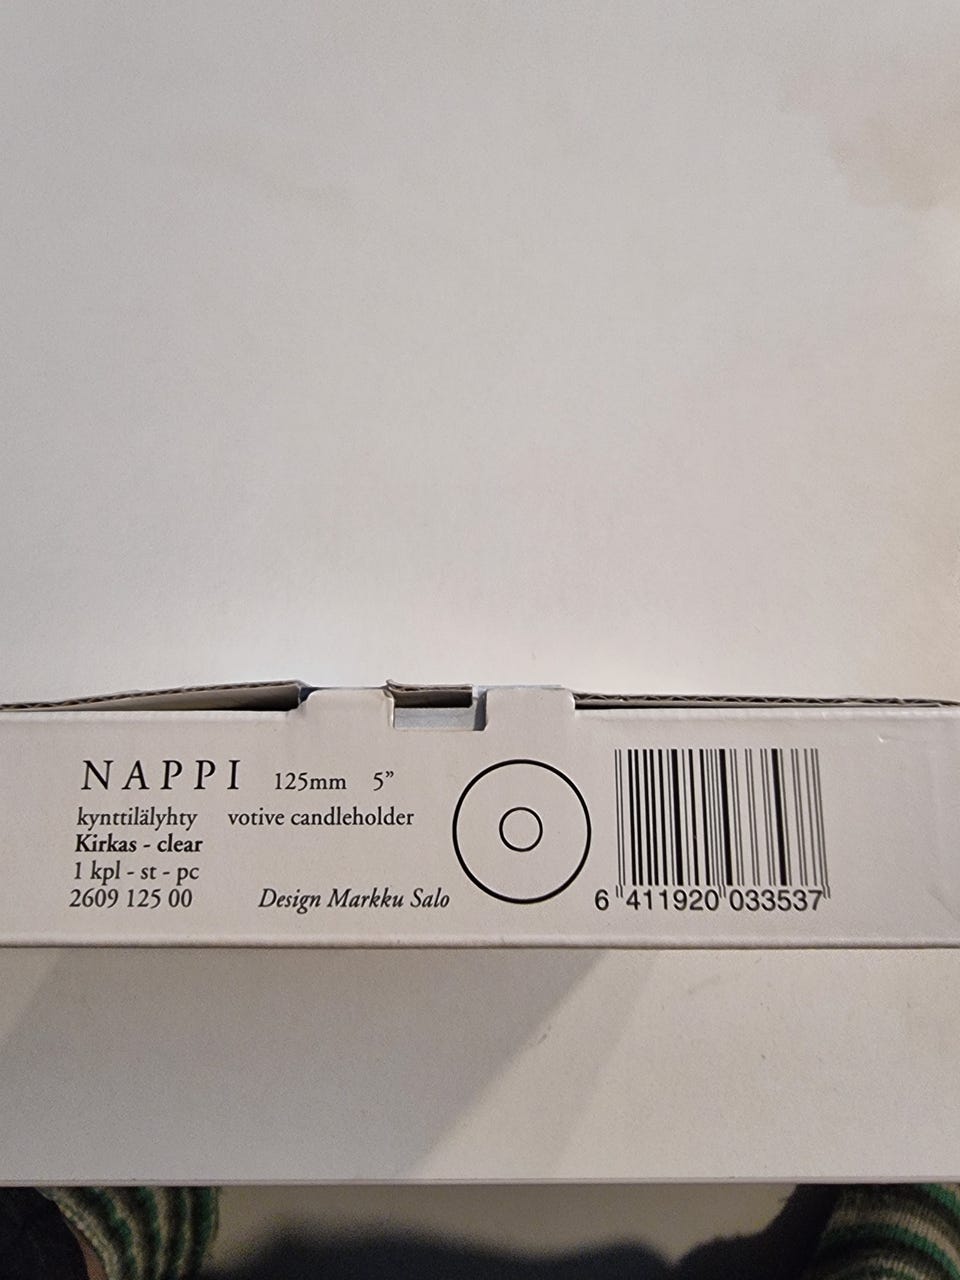 NAPPI 125mm 5”
kynttilälyhty votive candleholder
Kirkas - clear
1 kpl - st - pc
2609 125 00 Design Markku Salo
6 411920 033537